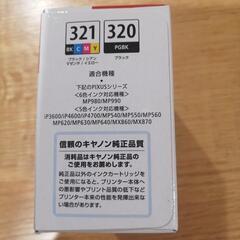 321 320
BK C M Y PGBK
ブラック/シアン ブラック
マゼンタ/イエロー
適合機種
下記のPIXUSシリーズ
<6色インク対応機種>
MP980/MP990
<5色インク対応機種>
iP3600/iP4600/iP4700/MP540/MP550/MP560
MP620/MP630/MP640/MX860/MX870
信頼のキヤノン純正品質
消耗品はキヤノン純正品の
ご使用をお薦めします。
純正品以外のインクカートリッジを
ご使用になると、プリンター本体へ
の悪影響やプリント品質の低下など
プリンター本来の性能を発揮出来な
い場合があります。